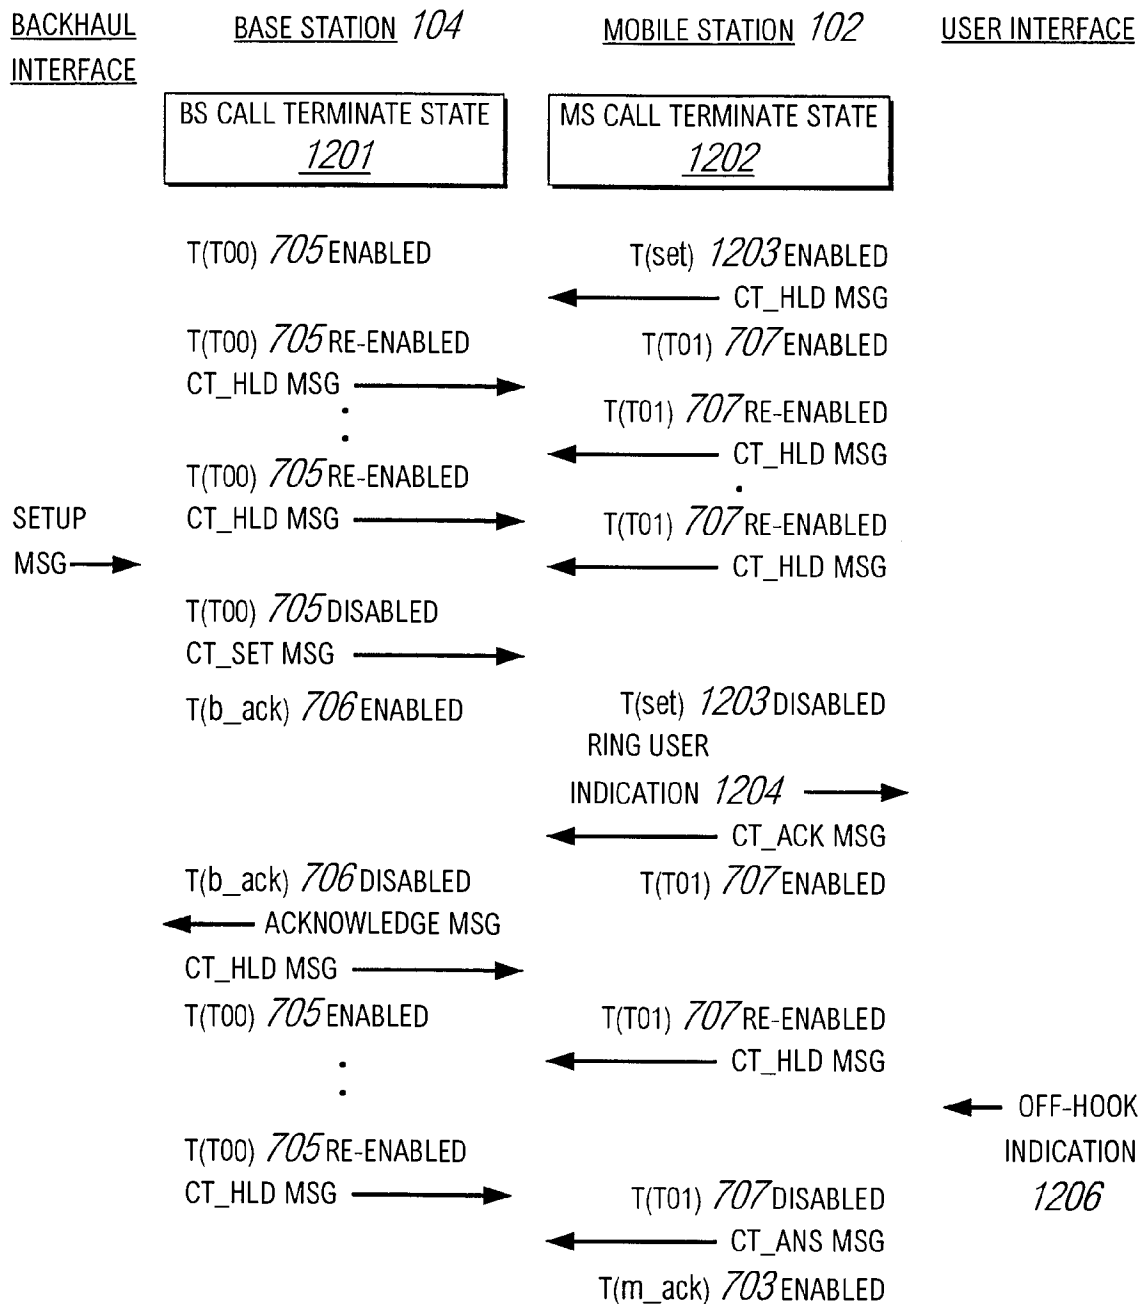 BACKHAUL INTERFACE
BASE STATION 104
MOBILE STATION 102
USER INTERFACE
BS CALL TERMINATE STATE
1201
MS CALL TERMINATE STATE
1202
T(T00) 705 ENABLED
T(set) 1203 ENABLED
CT_HLD MSG
T(T00) 705 RE-ENABLED
T(T01) 707 ENABLED
CT_HLD MSG
T(T01) 707 RE-ENABLED
CT_HLD MSG
T(T00) 705 RE-ENABLED
SETUP
CT_HLD MSG
T(T01) 707 RE-ENABLED
MSG
CT_HLD MSG
T(T00) 705 DISABLED
CT_SET MSG
T(b_ack) 706 ENABLED
T(set) 1203 DISABLED
RING USER
INDICATION 1204
CT_ACK MSG
T(b_ack) 706 DISABLED
T(T01) 707 ENABLED
ACKNOWLEDGE MSG
CT_HLD MSG
T(T00) 705 ENABLED
T(T01) 707 RE-ENABLED
CT_HLD MSG
OFF-HOOK
T(T00) 705 RE-ENABLED
INDICATION
CT_HLD MSG
T(T01) 707 DISABLED
1206
CT_ANS MSG
T(m_ack) 703 ENABLED